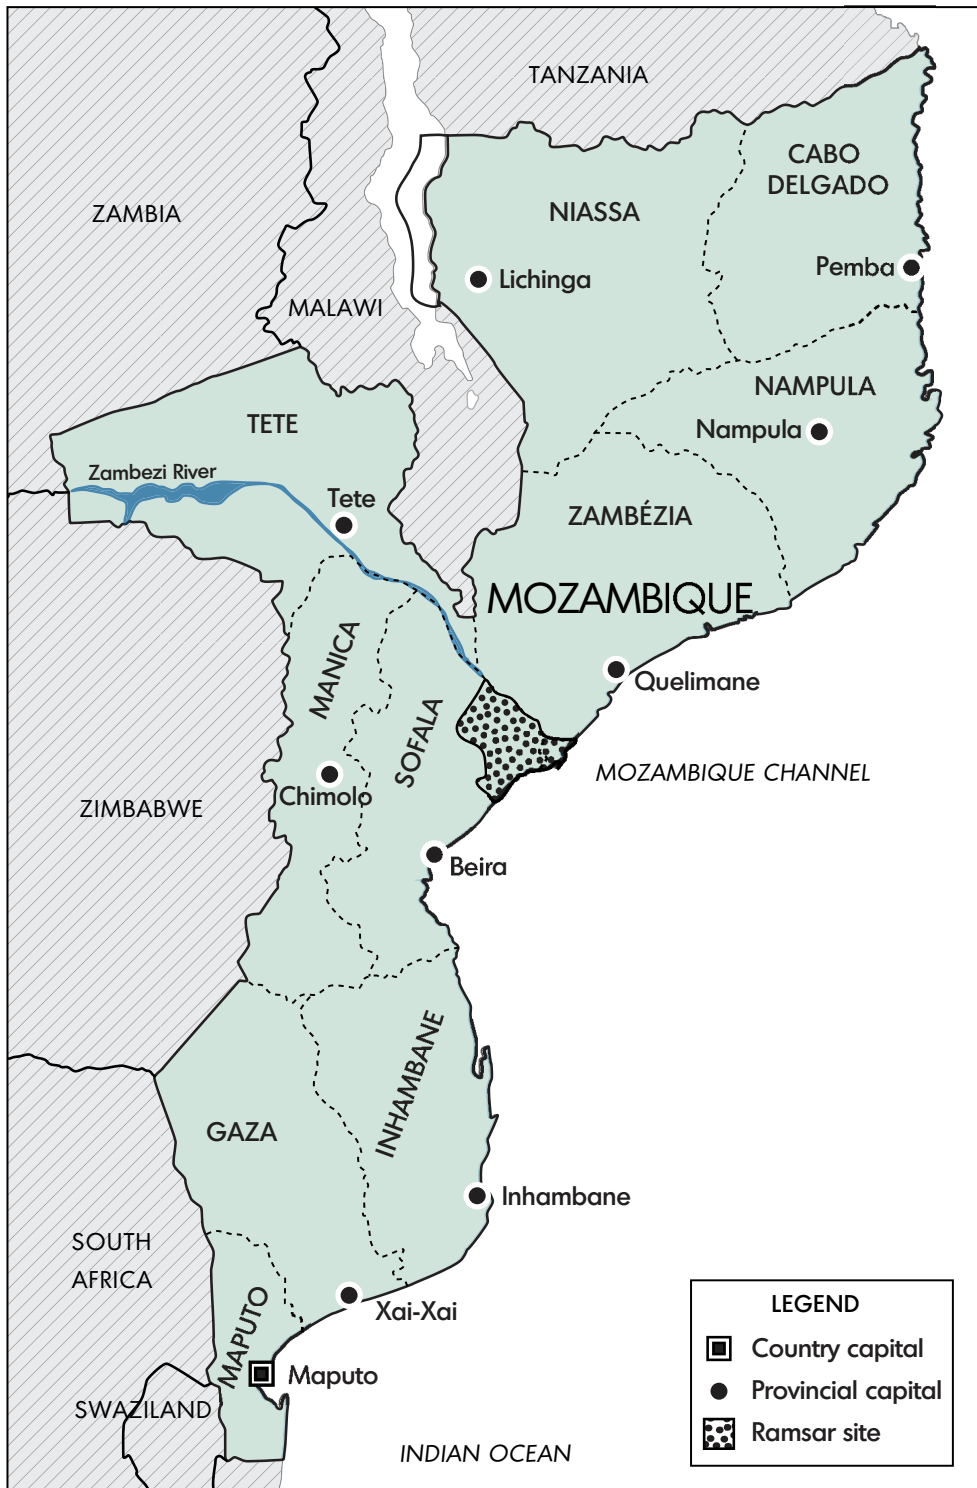 TANZANIA
CABO
DELGADO
ZAMBIA
NIASSA
Pemba
Lichinga
MALAWI
NAMPULA
TETE
Nampula
Zambezi River
Tete
ZAMBÉZIA
MOZAMBIQUE
MANICA
Quelimane
SOFALA
MOZAMBIQUE CHANNEL
Chimolo
ZIMBABWE
Beira
INHAMBANE
GAZA
Inhambane
SOUTH
AFRICA
Xai-Xai
MAPUTO
Maputo
SWAZILAND
INDIAN OCEAN
LEGEND
Country capital
Provincial capital
Ramsar site